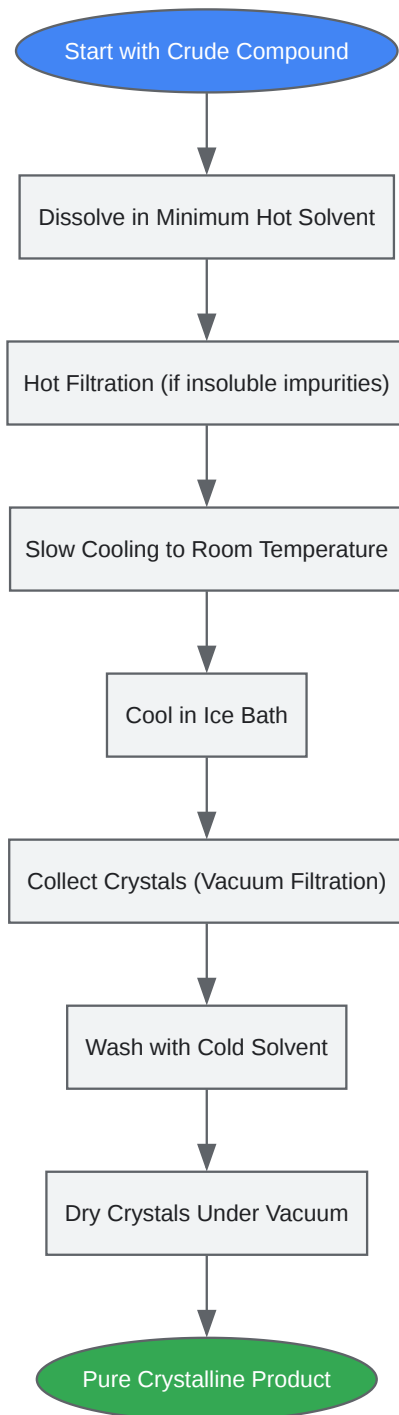 Start with Crude Compound
Dissolve in Minimum Hot Solvent
Hot Filtration (if insoluble impurities)
Slow Cooling to Room Temperature
Cool in Ice Bath
Collect Crystals (Vacuum Filtration)
Wash with Cold Solvent
Dry Crystals Under Vacuum
Pure Crystalline Product